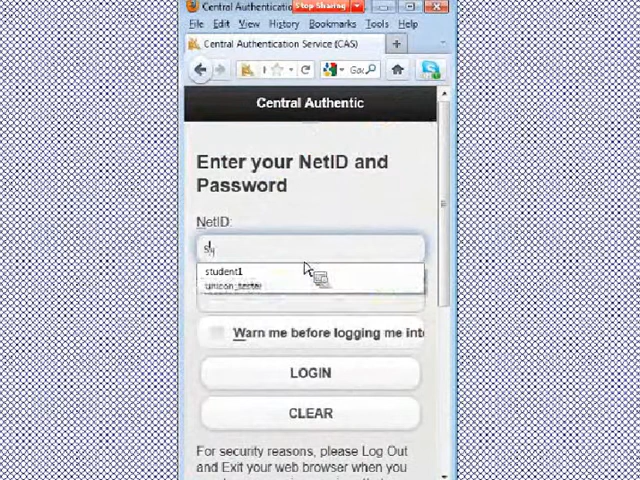 Central Authenticatio
Stop Sharing
File Edit View History Bookmarks Tools Help
Central Authentication Service (CAS)
Central Authentic
Enter your NetID and
Password
NetID:
student1
unicon_tester
Warn me before logging me into
LOGIN
CLEAR
For security reasons, please Log Out
and Exit your web browser when you